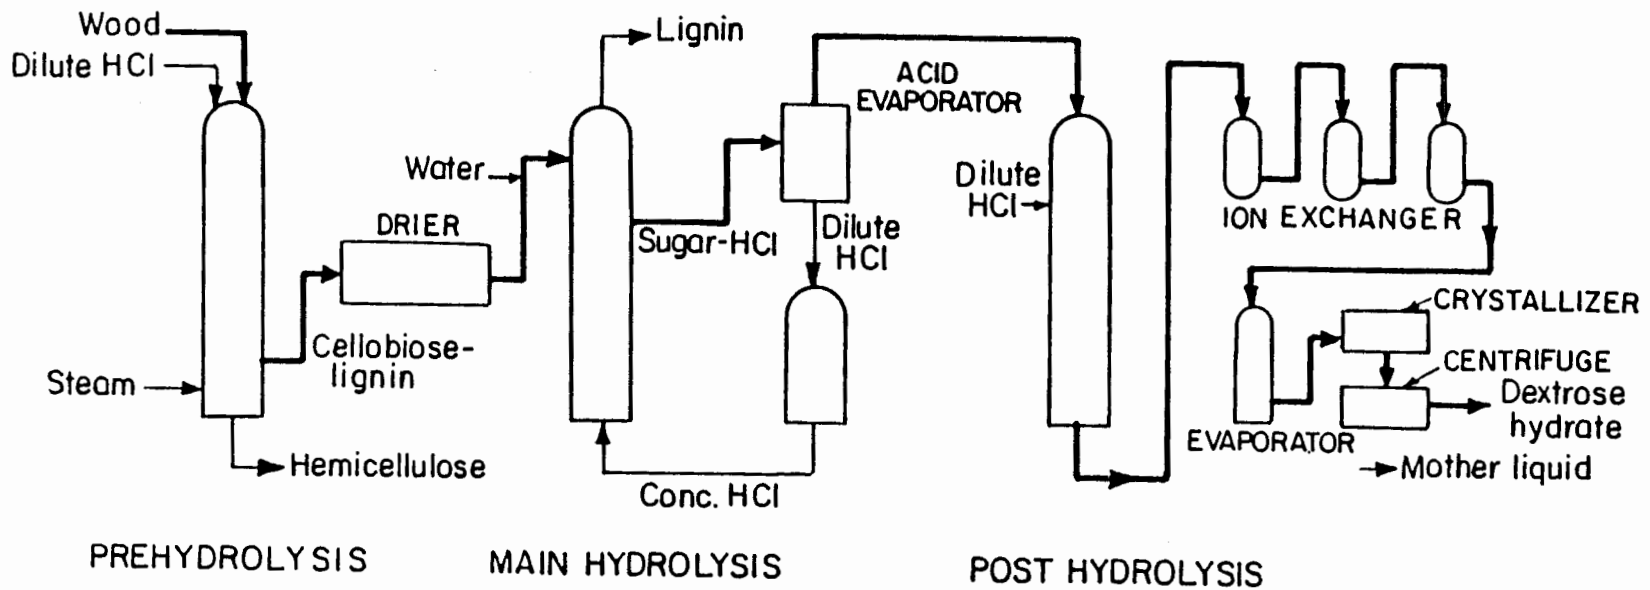 Wood
Dilute HCl
Steam
Hemicellulose
Cellobiose-
lignin
DRIER
Water
Lignin
Sugar-HCl
ACID
EVAPORATOR
Dilute
HCl
Conc. HCl
Dilute
HCl
ION EXCHANGER
EVAPORATOR
CRYSTALLIZER
CENTRIFUGE
Dextrose
hydrate
Mother liquid
PREHYDROLYSIS
MAIN HYDROLYSIS
POST HYDROLYSIS